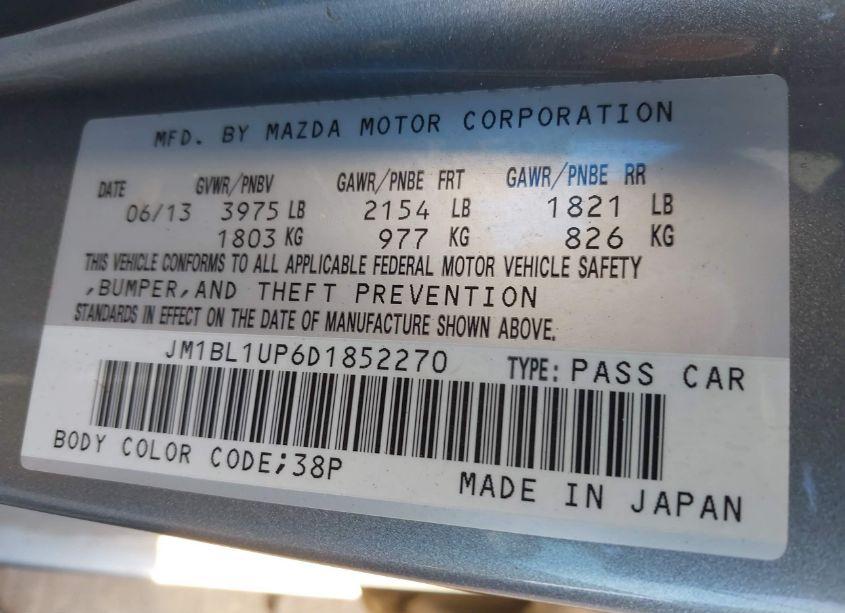 MFD. BY MAZDA MOTOR CORPORATION
DATE GVWR/PNBV GAWR/PNBE FRT GAWR/PNBE RR
06/13 3975 LB 2154 LB 1821 LB
1803 KG 977 KG 826 KG
THIS VEHICLE CONFORMS TO ALL APPLICABLE FEDERAL MOTOR VEHICLE SAFETY
,BUMPER,AND THEFT PREVENTION
STANDARDS IN EFFECT ON THE DATE OF MANUFACTURE SHOWN ABOVE.
JM1BL1UP6D1852270 TYPE: PASS CAR
BODY COLOR CODE;38P
MADE IN JAPAN